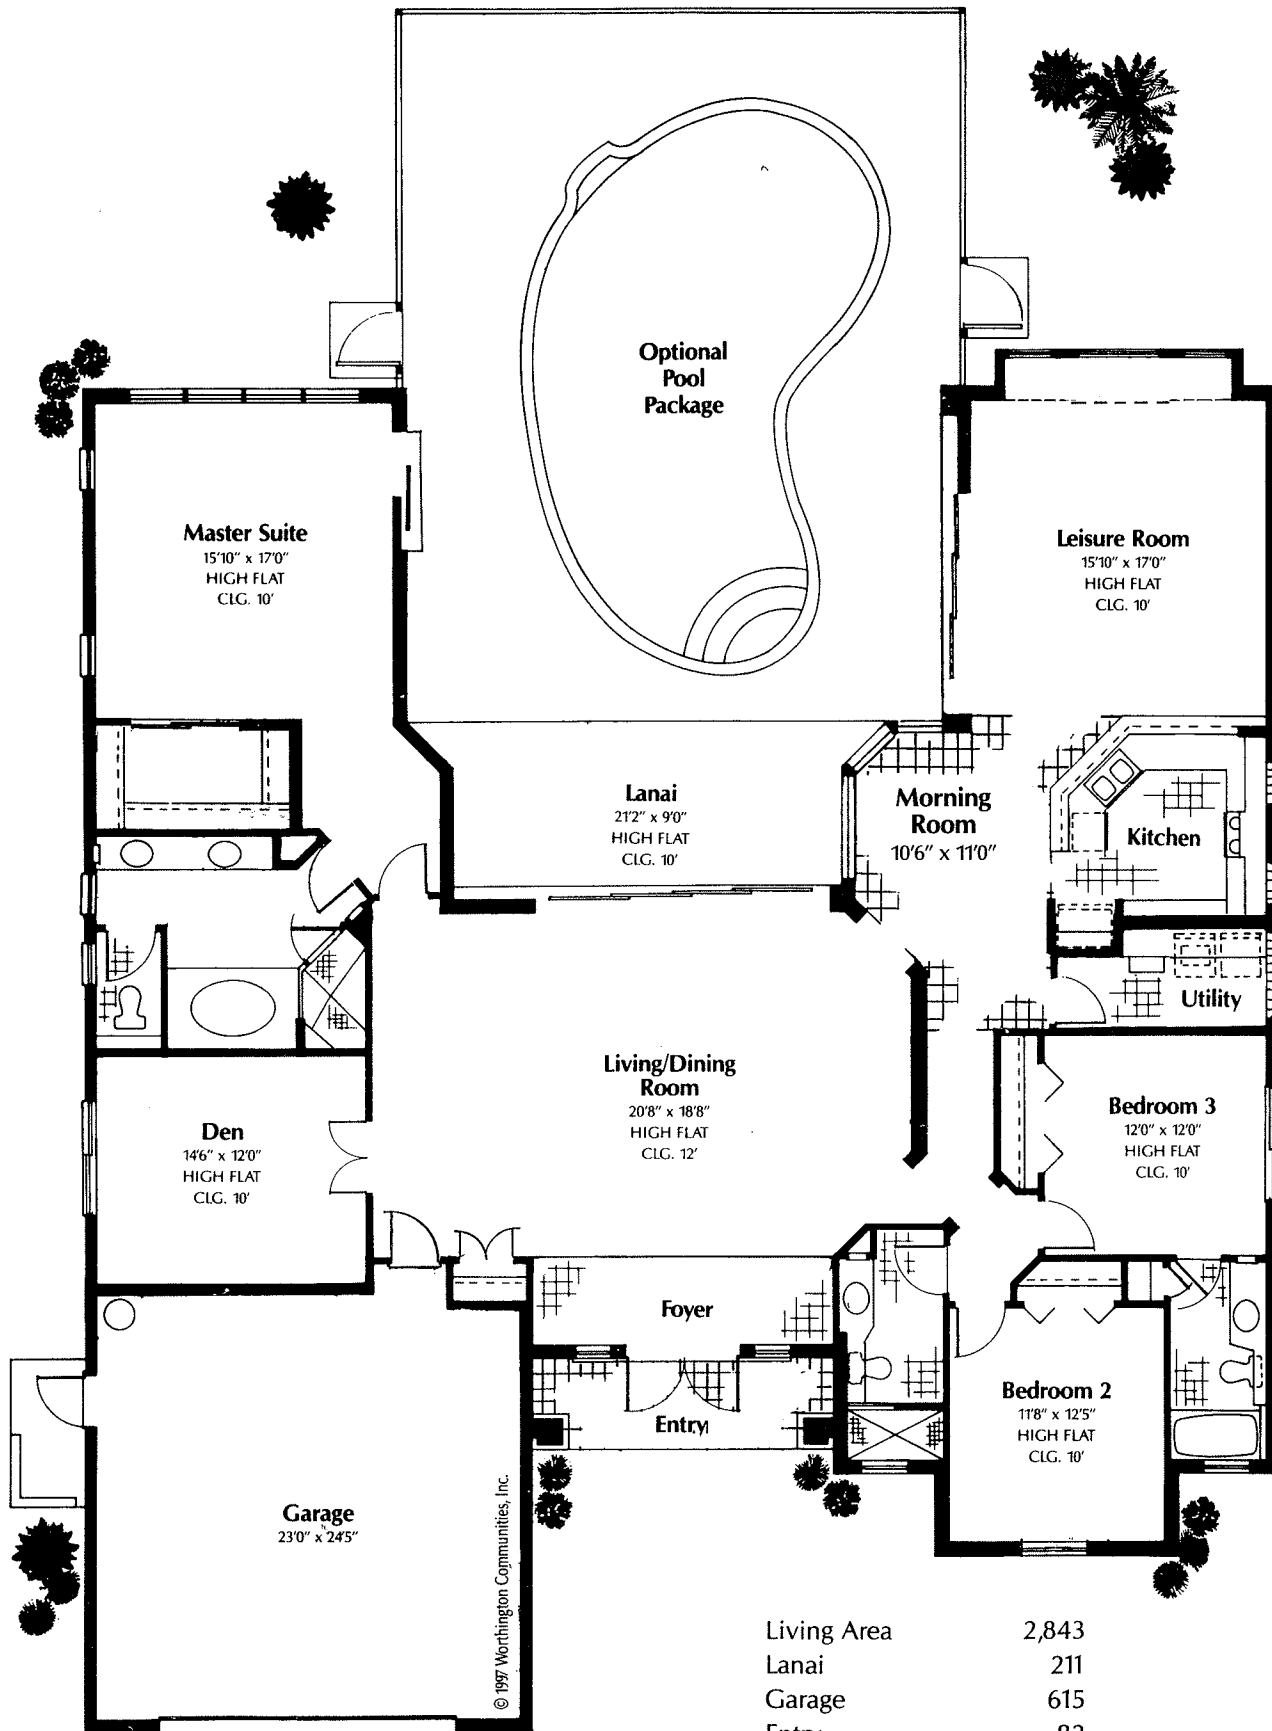 Optional
Pool
Package
Master Suite
15'10" x 17'0"
HIGH FLAT
CLG. 10'
Leisure Room
15'10" x 17'0"
HIGH FLAT
CLG. 10'
Lanai
21'2" x 9'0"
HIGH FLAT
CLG. 10'
Morning
Room
10'6" x 11'0"
Kitchen
Utility
Living/Dining
Room
20'8" x 18'8"
HIGH FLAT
CLG. 12'
Den
14'6" x 12'0"
HIGH FLAT
CLG. 10'
Bedroom 3
12'0" x 12'0"
HIGH FLAT
CLG. 10'
Foyer
Entry
Bedroom 2
11'8" x 12'5"
HIGH FLAT
CLG. 10'
Garage
23'0" x 24'5"
© 1997 Worthington Communities, Inc.
Living Area 2,843
Lanai 211
Garage 615